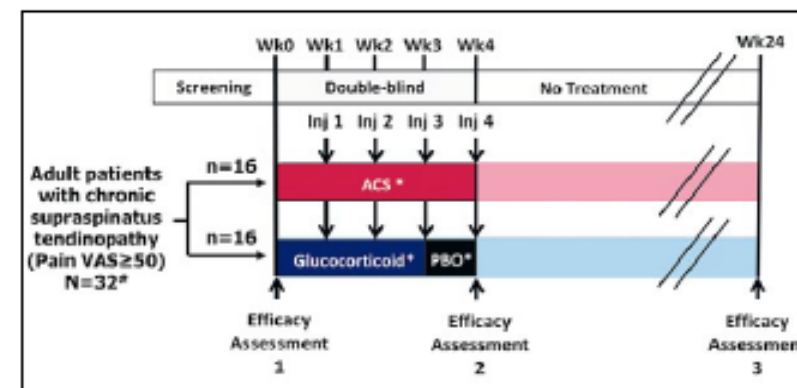 Wk0 Wk1 Wk2 Wk3 Wk4 Wk24
Screening Double-blind No Treatment
Inj 1 Inj 2 Inj 3 Inj 4
Adult patients
with chronic
supraspinatus
tendinopathy
(Pain VAS≥50)
N=32#
n=16
ACS *
n=16
Glucocorticoid* PBO*
Efficacy
Assessment
1
Efficacy
Assessment
2
Efficacy
Assessmen
3